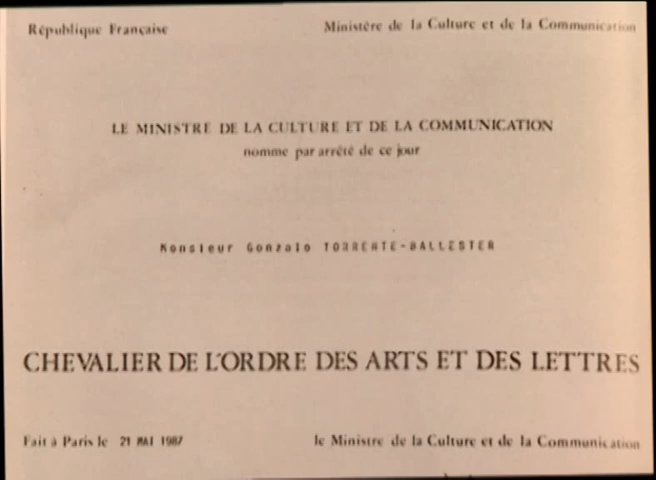 République Française
Ministère de la Culture et de la Communication
LE MINISTRE DE LA CULTURE ET DE LA COMMUNICATION
nomme par arrêté de ce jour
Monsieur Gonzalo TORRENTE-BALLESTER
CHEVALIER DE L'ORDRE DES ARTS ET DES LETTRES
Fait à Paris le 21 MAI 1987
le Ministre de la Culture et de la Communication